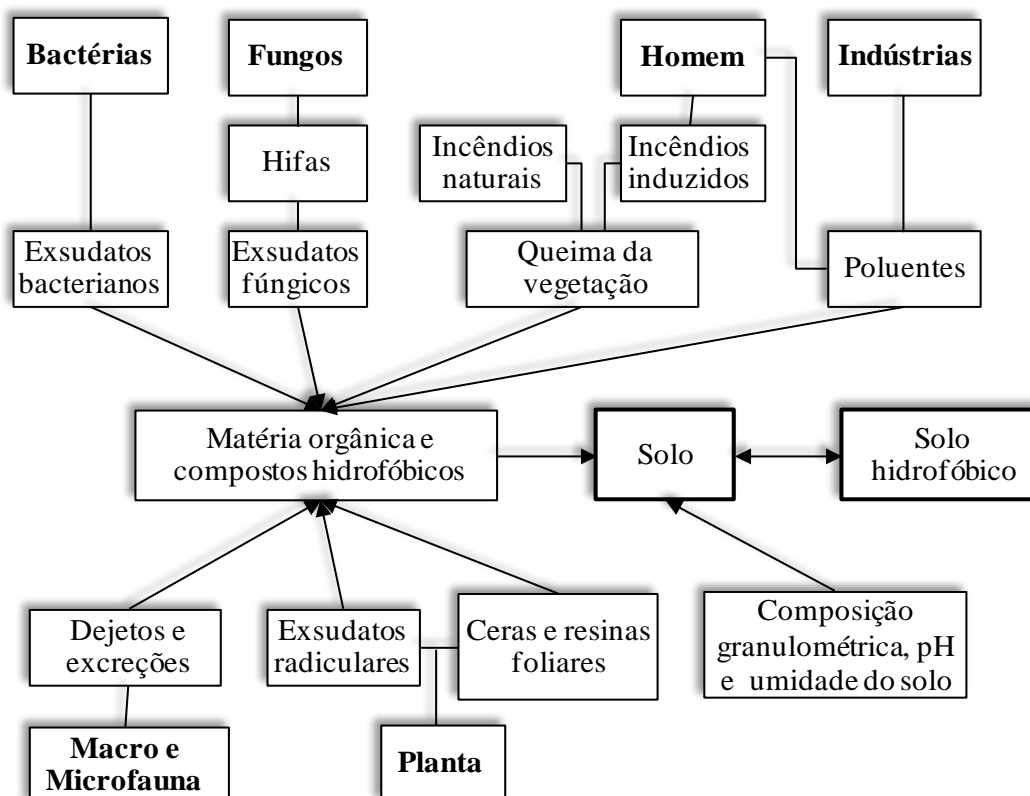 Bactérias
Fungos
Homem
Indústrias
Hifas
Incêndios
naturais
Incêndios
induzidos
Exsudatos
bacterianos
Exsudatos
fúngicos
Queima da
vegetação
Poluentes
Matéria orgânica e
compostos hidrofóbicos
Solo
Solo
hidrofóbico
Dejetos e
excreções
Exsudatos
radiculares
Ceras e resinas
foliares
Composição
granulométrica, pH
e umidade do solo
Macro e
Microfauna
Planta